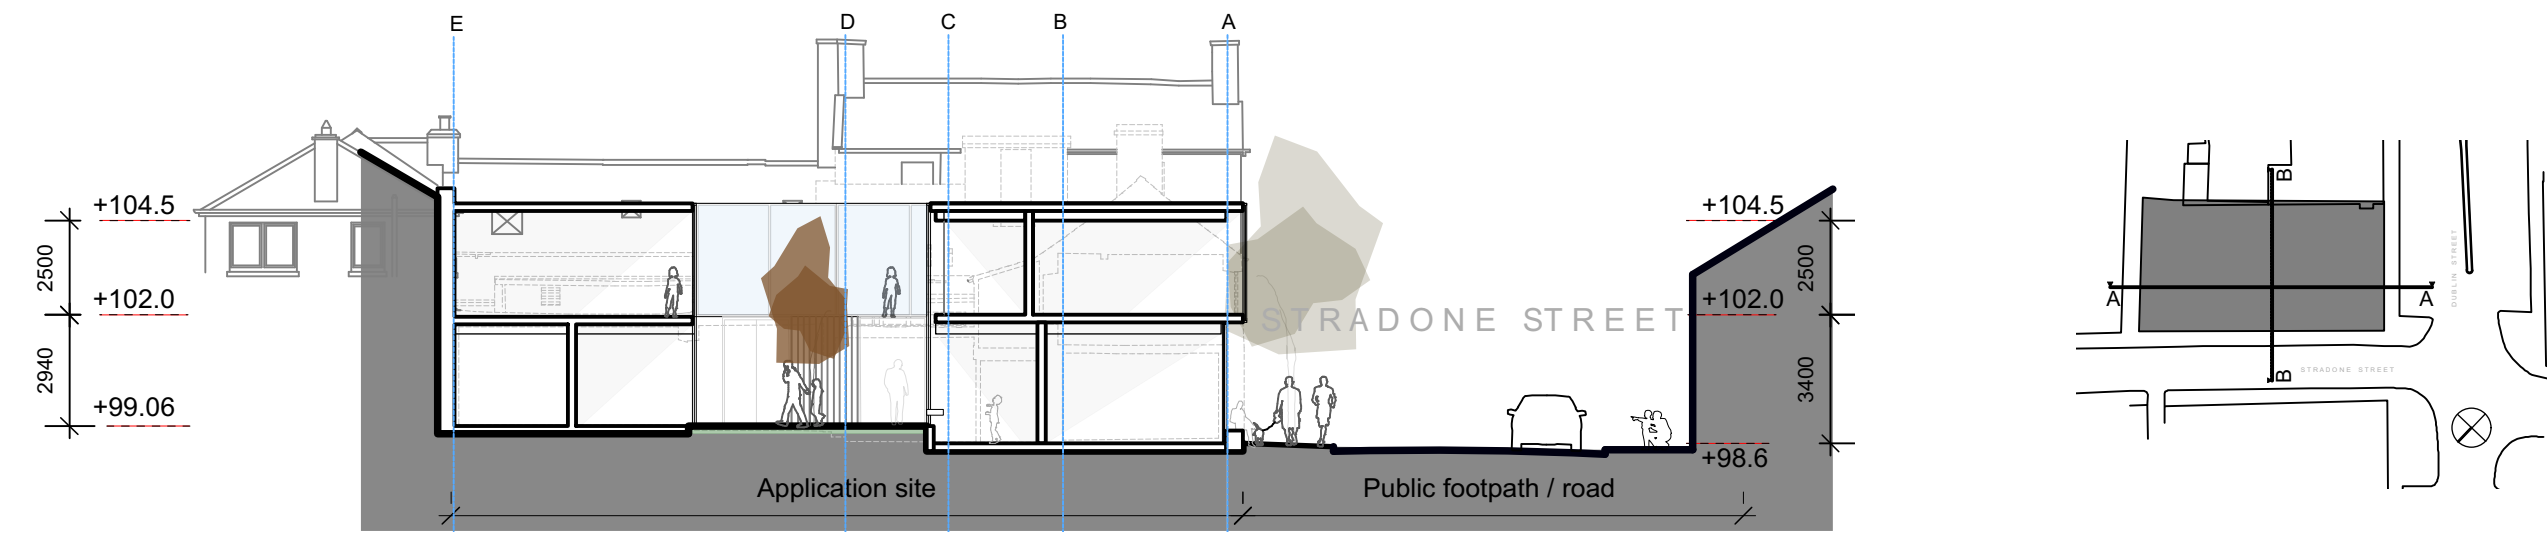 E
D
C
B
A
+104.5
+104.5
2500
2500
+102.0
+102.0
STRADONE STREET
2940
3400
+99.06
+98.6
Application site
Public footpath / road
B
DUBLIN STREET
A
A
STRADONE STREET
B